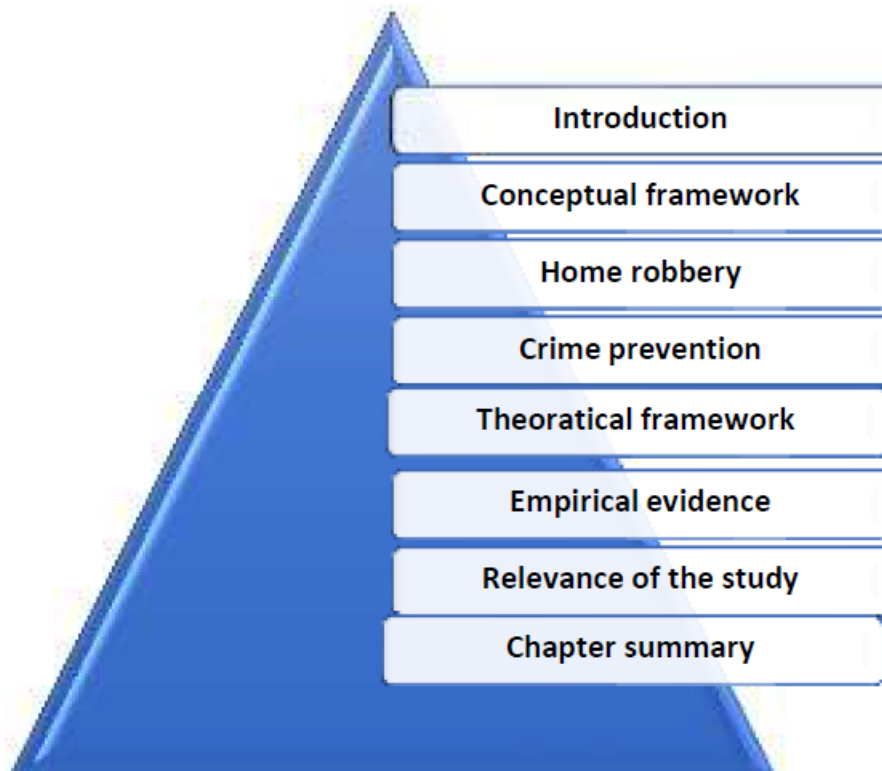 Introduction
Conceptual framework
Home robbery
Crime prevention
Theoratical framework
Empirical evidence
Relevance of the study
Chapter summary